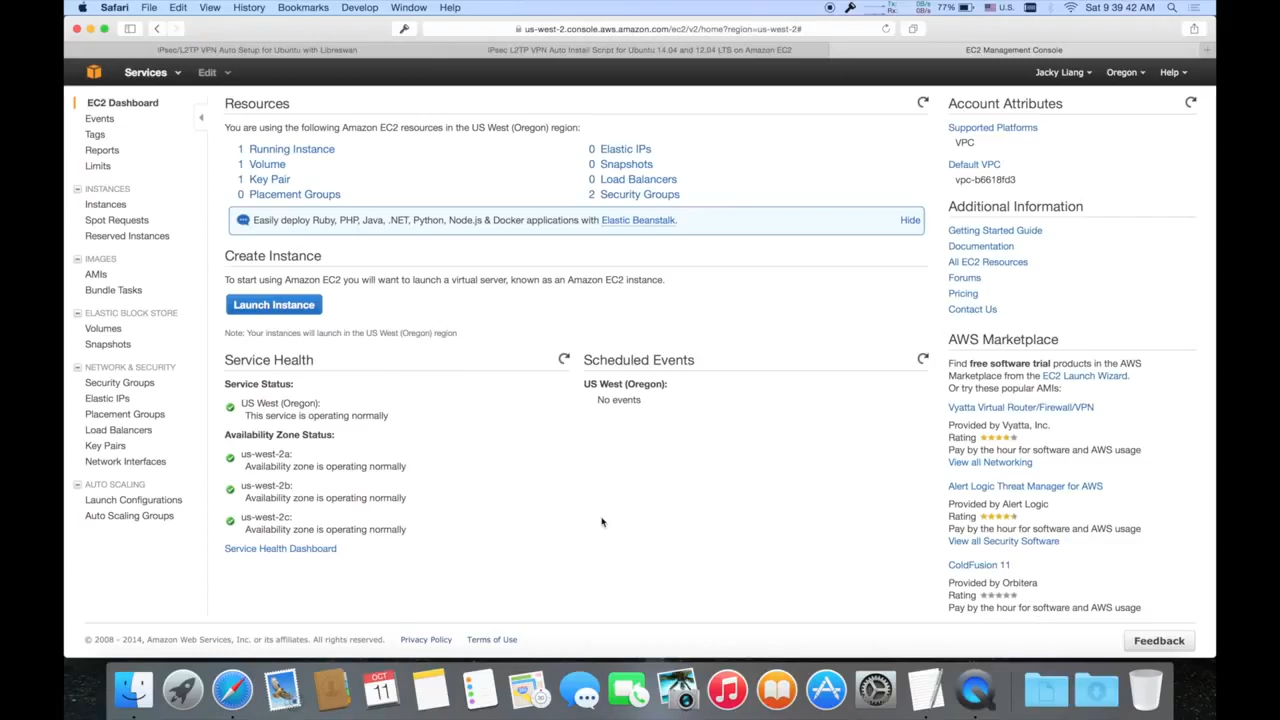 Safari File Edit View History Bookmarks Develop Window Help
Tx: 0B/s
Rx: 0B/s
77% U.S. Sat 9 39 42 AM
us-west-2.console.aws.amazon.com/ec2/v2/home?region=us-west-2#
IPsec/L2TP VPN Auto Setup for Ubuntu with Libreswan
IPsec L2TP VPN Auto Install Script for Ubuntu 14.04 and 12.04 LTS on Amazon EC2
EC2 Management Console
Services Edit Jacky Liang Oregon Help
EC2 Dashboard
Events
Tags
Reports
Limits
INSTANCES
Instances
Spot Requests
Reserved Instances
IMAGES
AMIs
Bundle Tasks
ELASTIC BLOCK STORE
Volumes
Snapshots
NETWORK & SECURITY
Security Groups
Elastic IPs
Placement Groups
Load Balancers
Key Pairs
Network Interfaces
AUTO SCALING
Launch Configurations
Auto Scaling Groups
Resources
You are using the following Amazon EC2 resources in the US West (Oregon) region:
1 Running Instance 0 Elastic IPs
1 Volume 0 Snapshots
1 Key Pair 0 Load Balancers
0 Placement Groups 2 Security Groups
Easily deploy Ruby, PHP, Java, .NET, Python, Node.js & Docker applications with Elastic Beanstalk. Hide
Create Instance
To start using Amazon EC2 you will want to launch a virtual server, known as an Amazon EC2 instance.
Launch Instance
Note: Your instances will launch in the US West (Oregon) region
Service Health
Service Status:
US West (Oregon):
This service is operating normally
Availability Zone Status:
us-west-2a:
Availability zone is operating normally
us-west-2b:
Availability zone is operating normally
us-west-2c:
Availability zone is operating normally
Service Health Dashboard
Scheduled Events
US West (Oregon):
No events
Account Attributes
Supported Platforms
VPC
Default VPC
vpc-b6618fd3
Additional Information
Getting Started Guide
Documentation
All EC2 Resources
Forums
Pricing
Contact Us
AWS Marketplace
Find free software trial products in the AWS
Marketplace from the EC2 Launch Wizard.
Or try these popular AMIs:
Vyatta Virtual Router/Firewall/VPN
Provided by Vyatta, Inc.
Rating
Pay by the hour for software and AWS usage
View all Networking
Alert Logic Threat Manager for AWS
Provided by Alert Logic
Rating
Pay by the hour for software and AWS usage
View all Security Software
ColdFusion 11
Provided by Orbitera
Rating
Pay by the hour for software and AWS usage
© 2008 - 2014, Amazon Web Services, Inc. or its affiliates. All rights reserved. Privacy Policy Terms of Use
Feedback
OCT
11